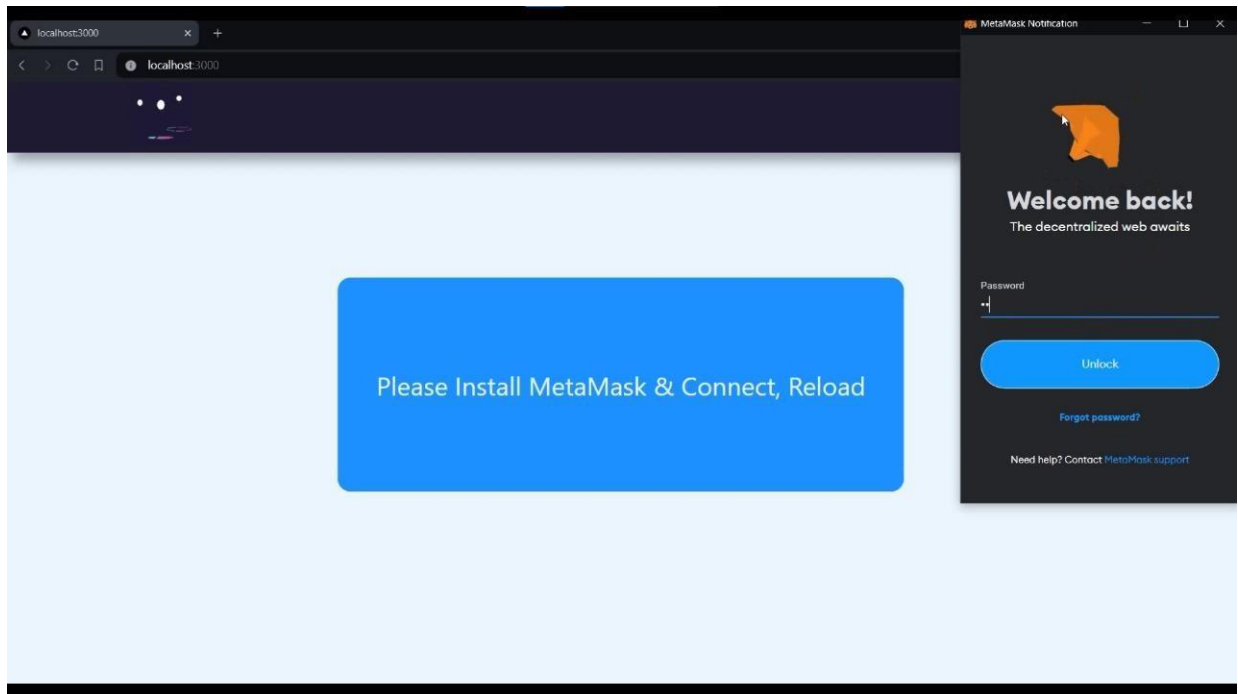 localhost:3000
MetaMask Notification
localhost:3000
Welcome back!
The decentralized web awaits
Password
Please Install MetaMask & Connect, Reload
Unlock
Forgot password?
Need help? Contact MetaMask support